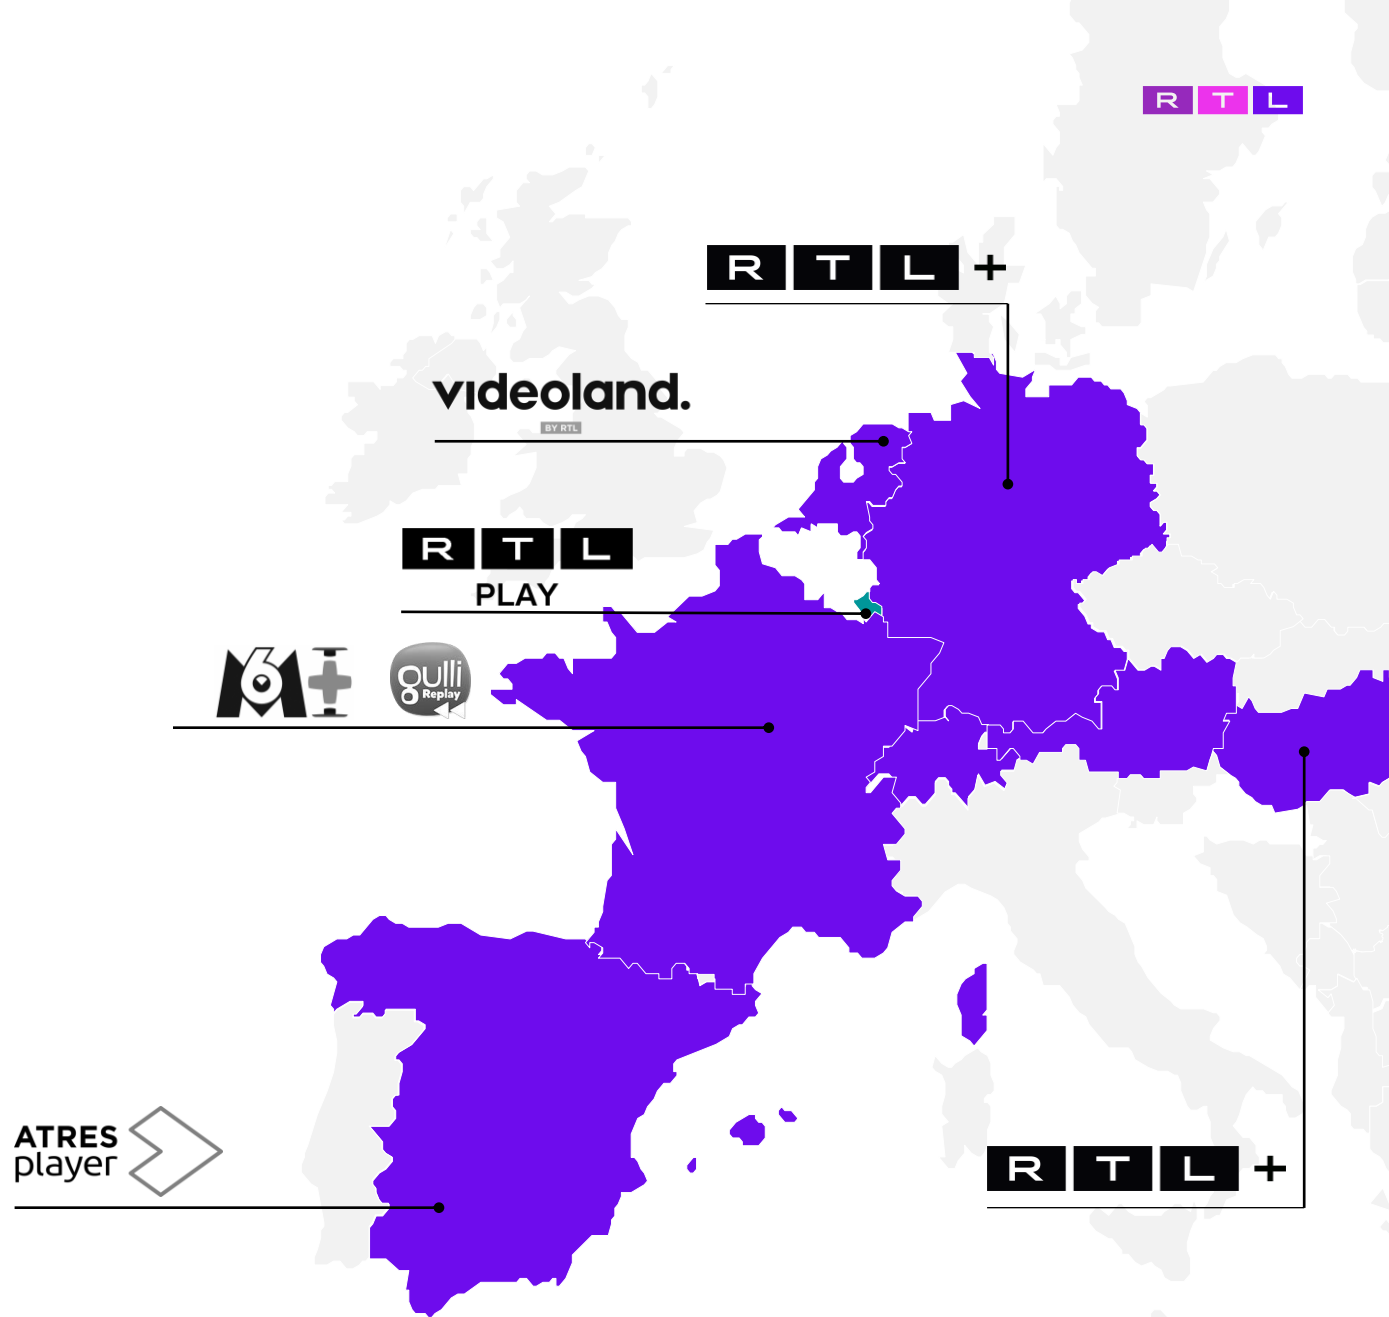 RTL
RTL+
videoland.
BY RTL
RTL
PLAY
M6+
gulli
Replay
ATRES
player
RTL+